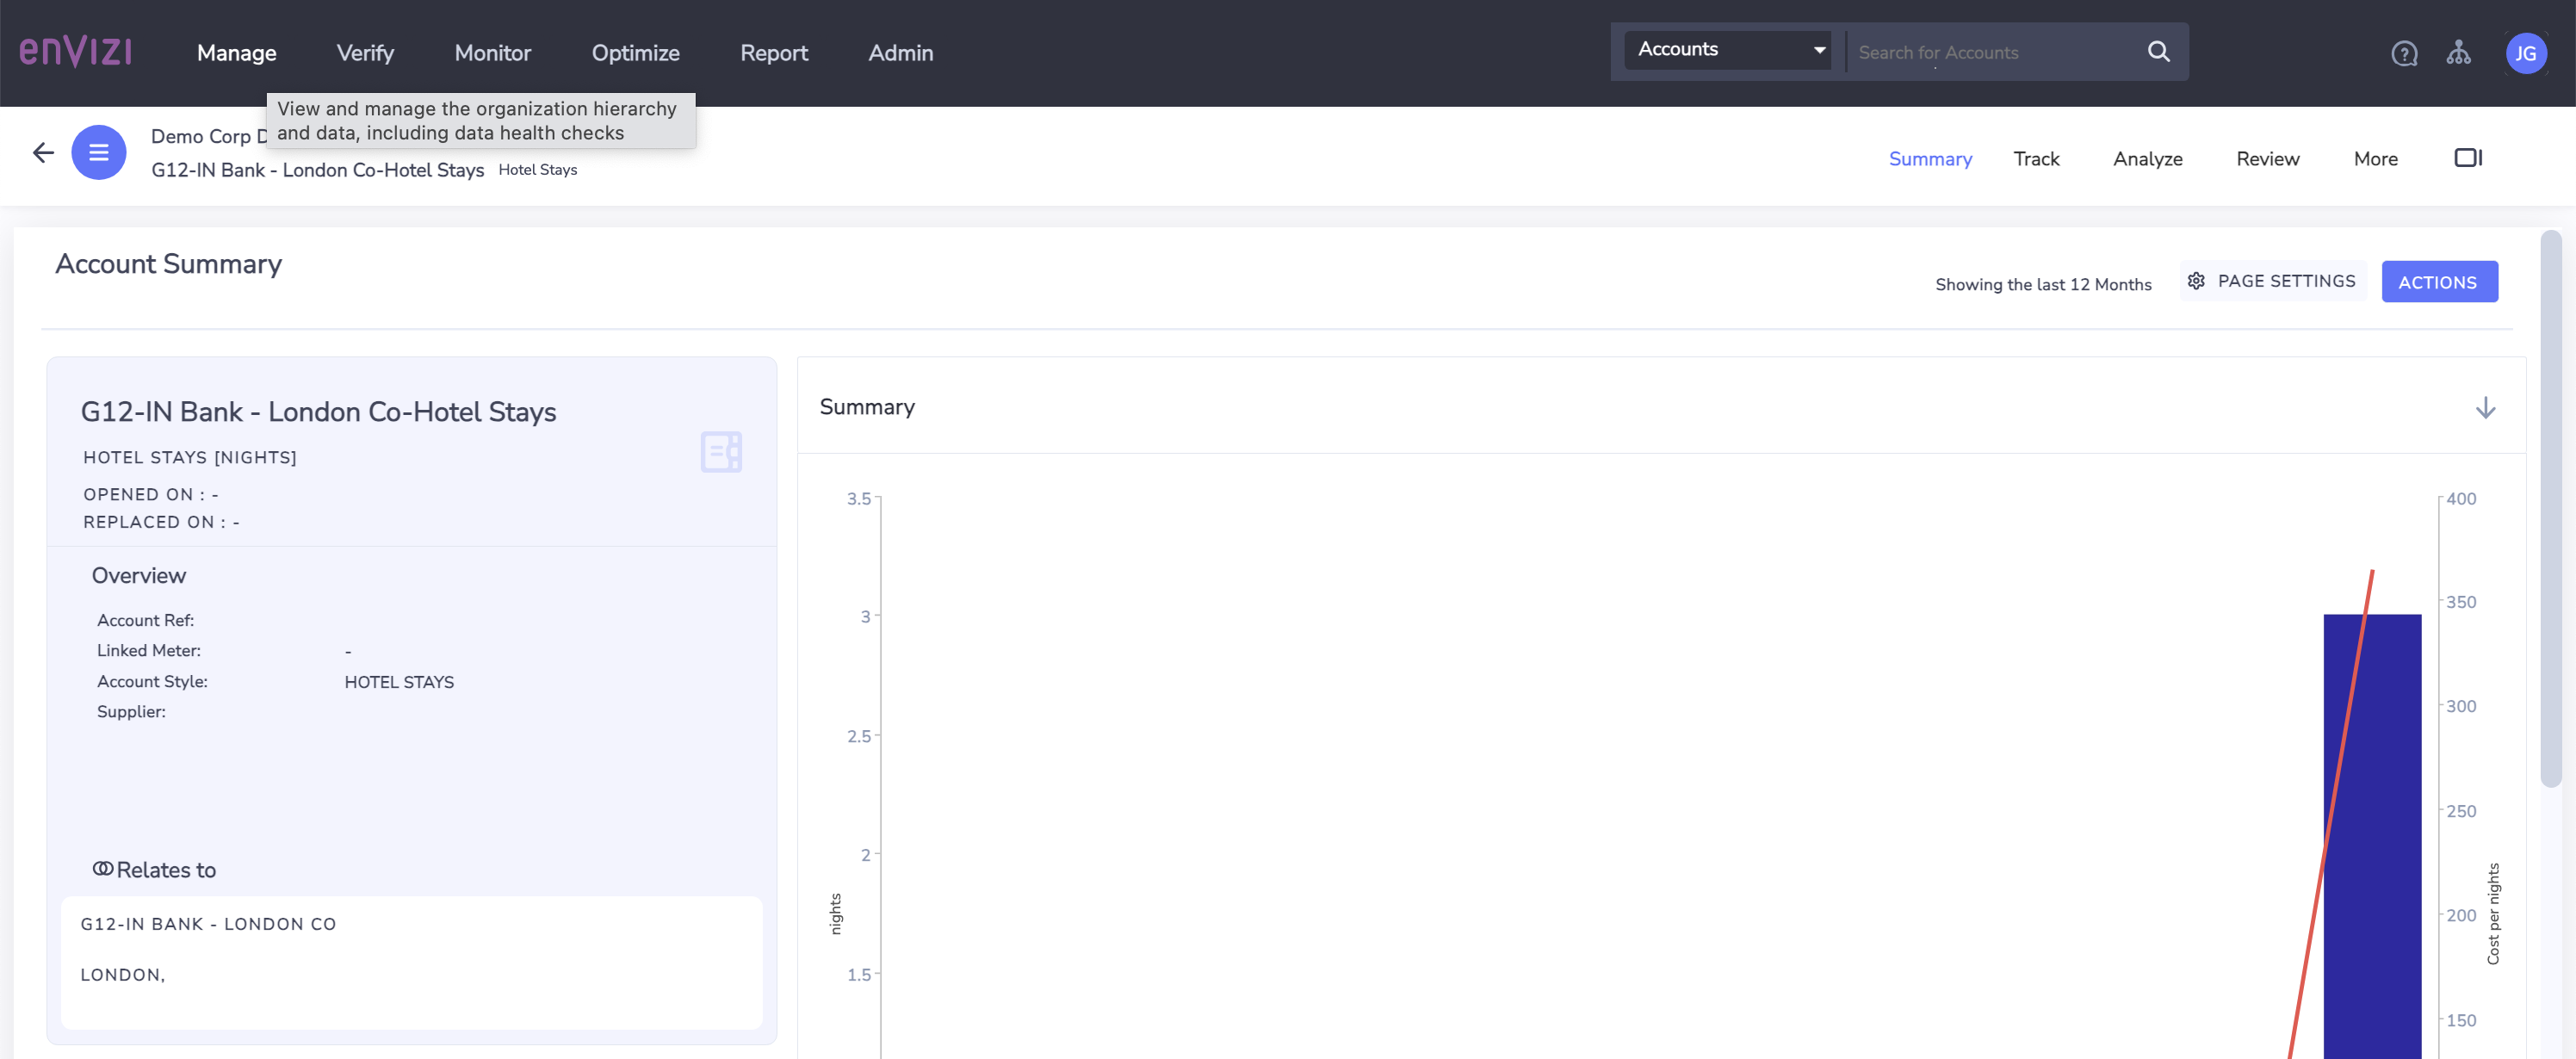 enVIZI
Manage
Verify
Monitor
Optimize
Report
Admin
Accounts
Search for Accounts
JG
View and manage the organization hierarchy
and data, including data health checks
Demo Corp
G12-IN Bank - London Co-Hotel Stays Hotel Stays
Summary
Track
Analyze
Review
More
Account Summary
Showing the last 12 Months
PAGE SETTINGS
ACTIONS
G12-IN Bank - London Co-Hotel Stays
HOTEL STAYS [NIGHTS]
OPENED ON : -
REPLACED ON : -
Overview
Account Ref:
Linked Meter: -
Account Style: HOTEL STAYS
Supplier:
Relates to
G12-IN BANK - LONDON CO
LONDON,
Summary
3.5
3
2.5
2
1.5
nights
400
350
300
250
200
150
Cost per nights